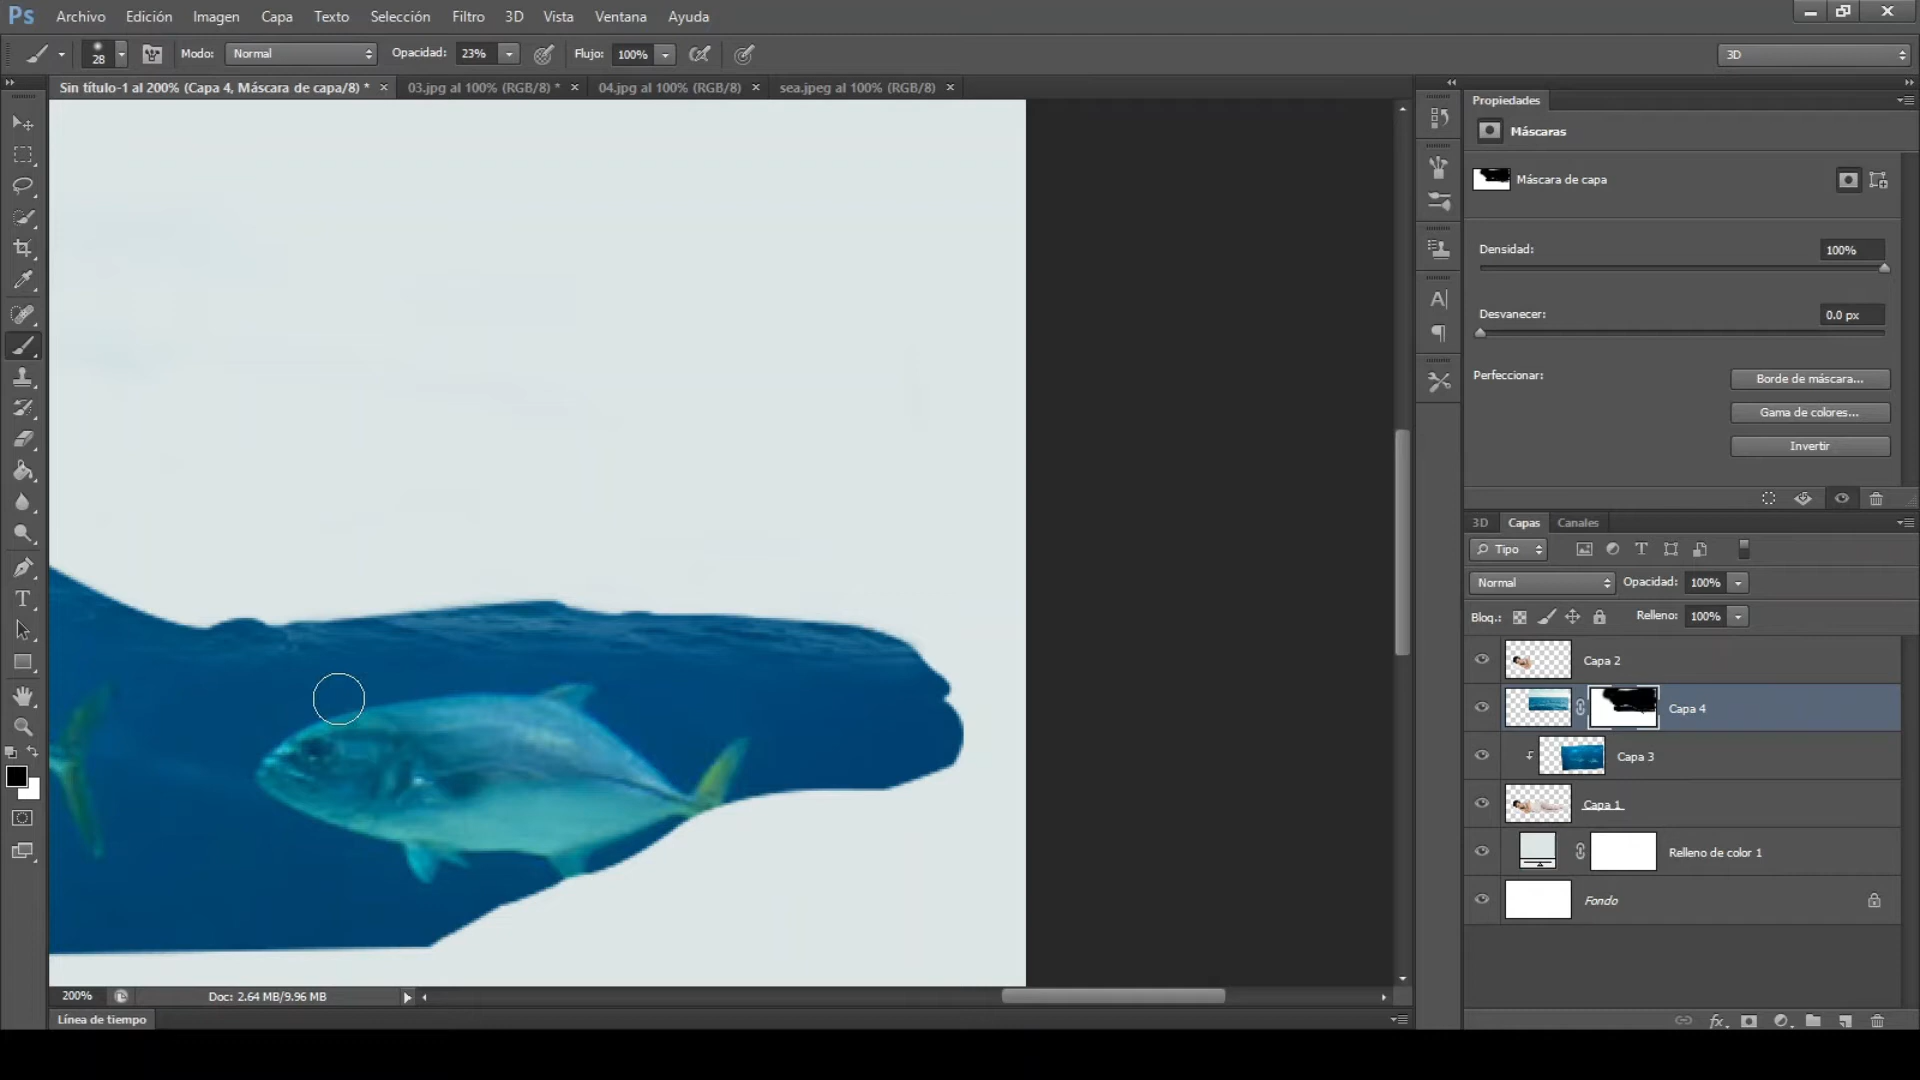 Ps Archivo Edición Imagen Capa Texto Selección Filtro 3D Vista Ventana Ayuda
28 Modo: Normal Opacidad: 23% Flujo: 100% 3D
Sin título-1 al 200% (Capa 4, Máscara de capa/8) * 03.jpg al 100% (RGB/8) * 04.jpg al 100% (RGB/8) sea.jpeg al 100% (RGB/8)
Propiedades
Máscaras
Máscara de capa
Densidad: 100%
Desvanecer: 0.0 px
Perfeccionar: Borde de máscara...
Gama de colores...
Invertir
3D Capas Canales
Tipo
Normal Opacidad: 100%
Bloq.: Relleno: 100%
Capa 2
Capa 4
Capa 3
Capa 1
Relleno de color 1
Fondo
200% Doc: 2.64 MB/9.96 MB
Línea de tiempo